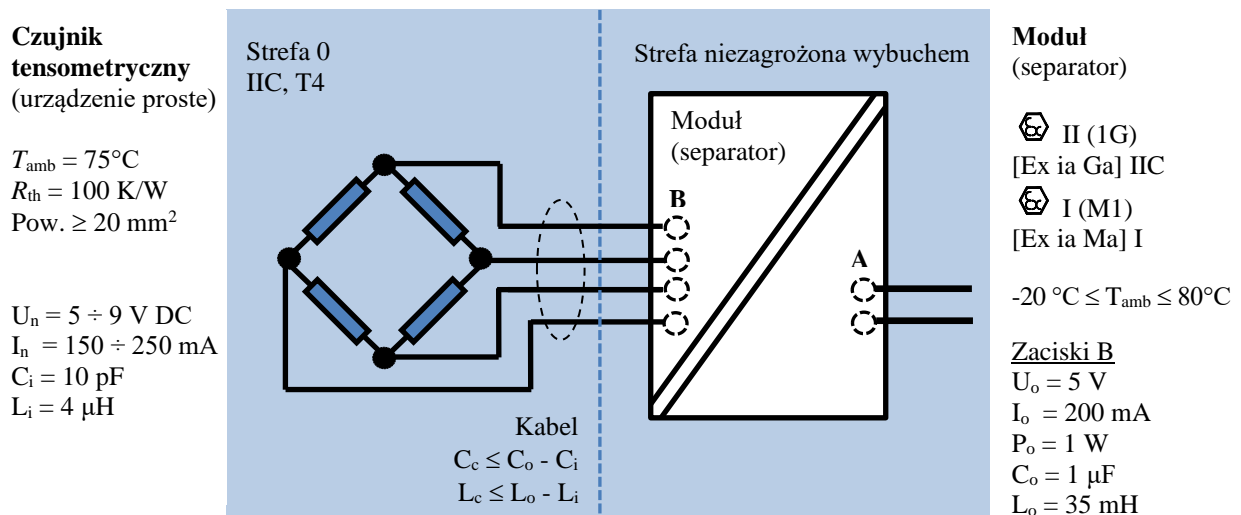 Czujnik
tensometryczny
(urządzenie proste)
Tamb = 75°C
Rth = 100 K/W
Pow. ≥ 20 mm²
Un = 5 ÷ 9 V DC
In = 150 ÷ 250 mA
Ci = 10 pF
Li = 4 μH
Strefa 0
IIC, T4
Kabel
Cc ≤ Co - Ci
Lc ≤ Lo - Li
Strefa niezagrożona wybuchem
Moduł
(separator)
B
A
Moduł
(separator)
Ex II (1G)
[Ex ia Ga] IIC
Ex I (M1)
[Ex ia Ma] I
-20 °C ≤ Tamb ≤ 80°C
Zaciski B
Uo = 5 V
Io = 200 mA
Po = 1 W
Co = 1 μF
Lo = 35 mH